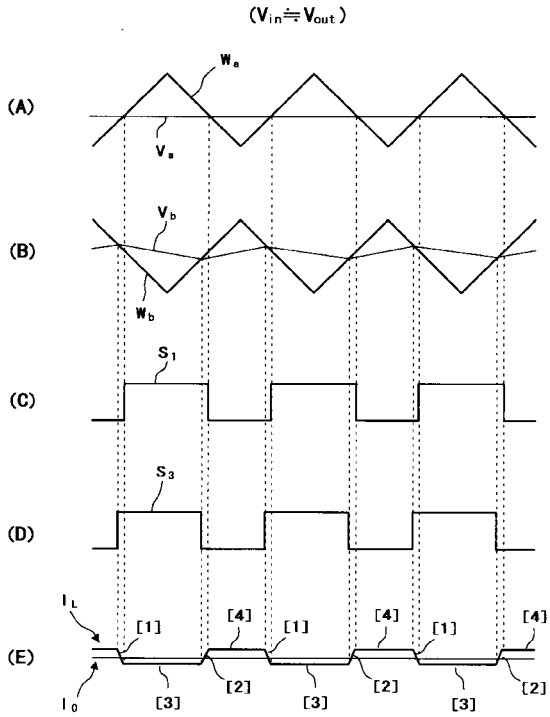 (Vin≒Vout)
Wa
(A)
Va
Vb
(B)
Wb
S1
(C)
S3
(D)
IL
[1] [4] [1] [4] [1] [4]
(E)
I0
[3] [2] [3] [2] [3] [2]